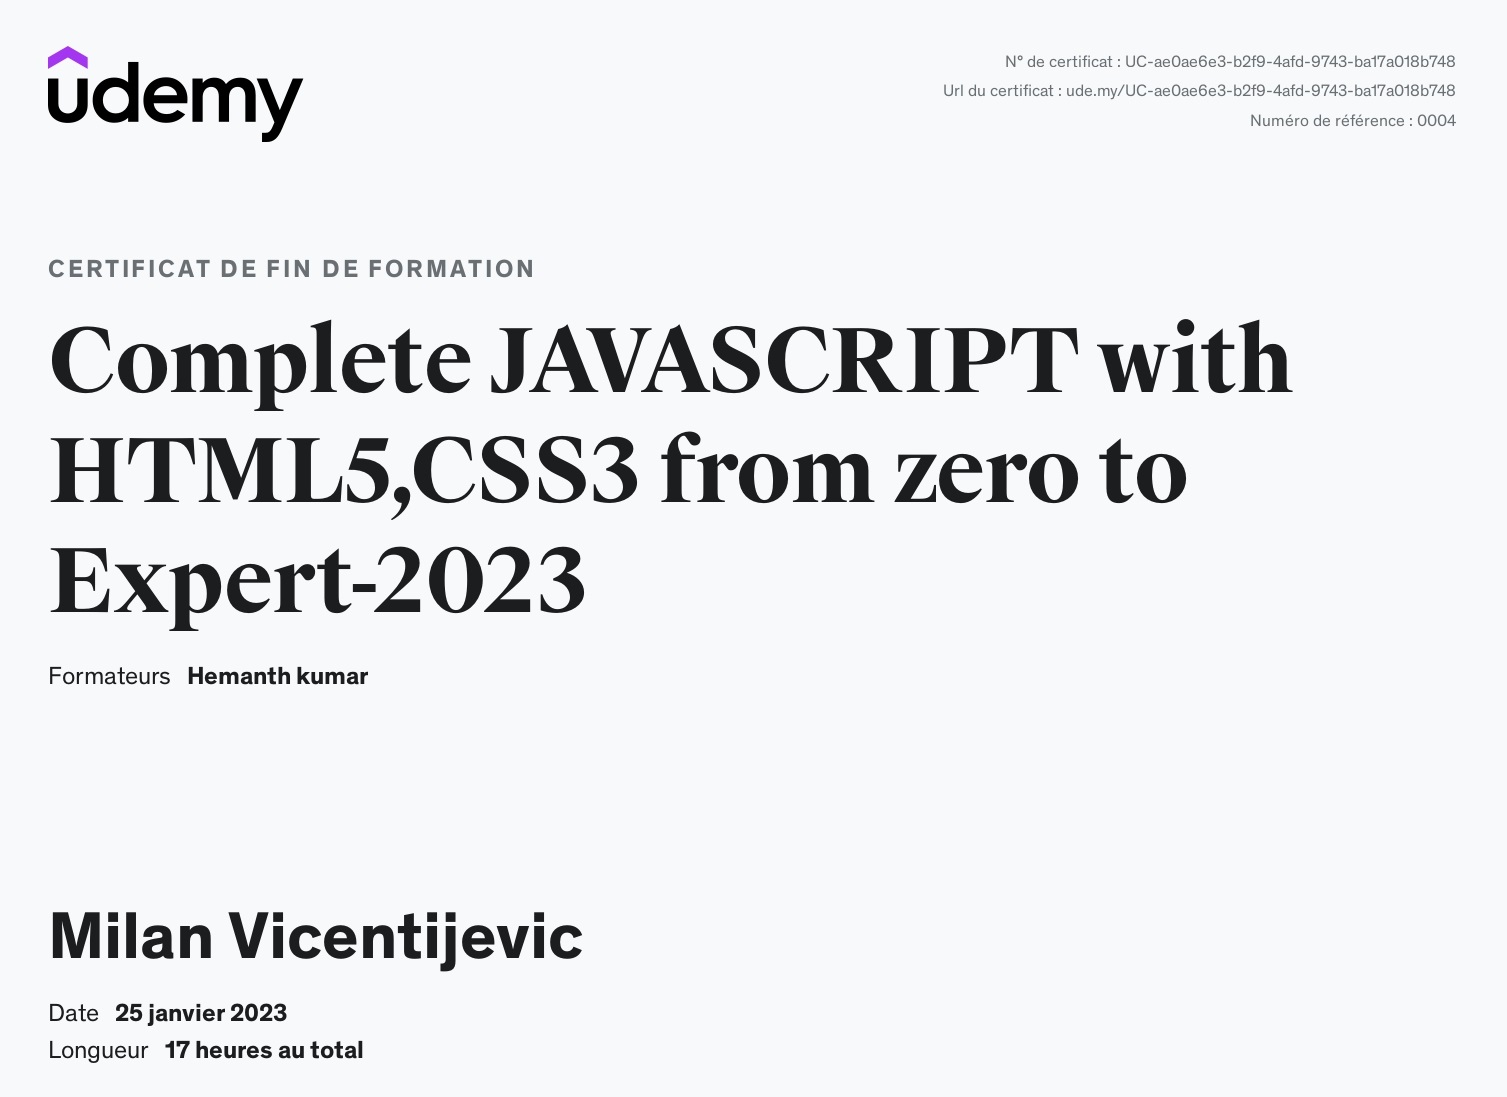 udemy
N° de certificat : UC-ae0ae6e3-b2f9-4afd-9743-ba17a018b748
Url du certificat : ude.my/UC-ae0ae6e3-b2f9-4afd-9743-ba17a018b748
Numéro de référence : 0004
CERTIFICAT DE FIN DE FORMATION
Complete JAVASCRIPT with
HTML5,CSS3 from zero to
Expert-2023
Formateurs Hemanth kumar
Milan Vicentijevic
Date 25 janvier 2023
Longueur 17 heures au total